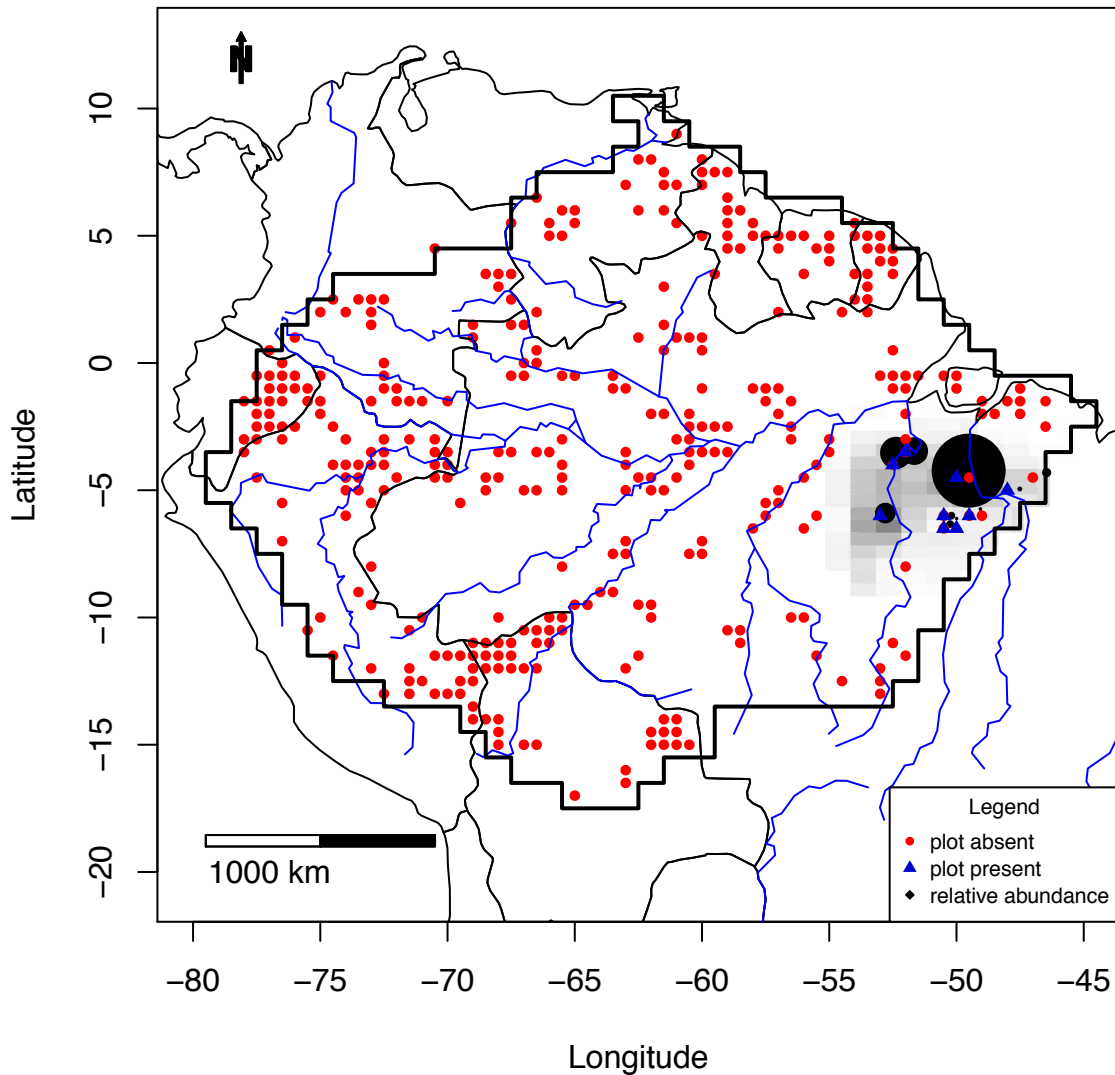 N
10
5
0
−5
−10
−15
−20
Latitude
1000 km
Legend
plot absent
plot present
relative abundance
−80
−75
−70
−65
−60
−55
−50
−45
Longitude